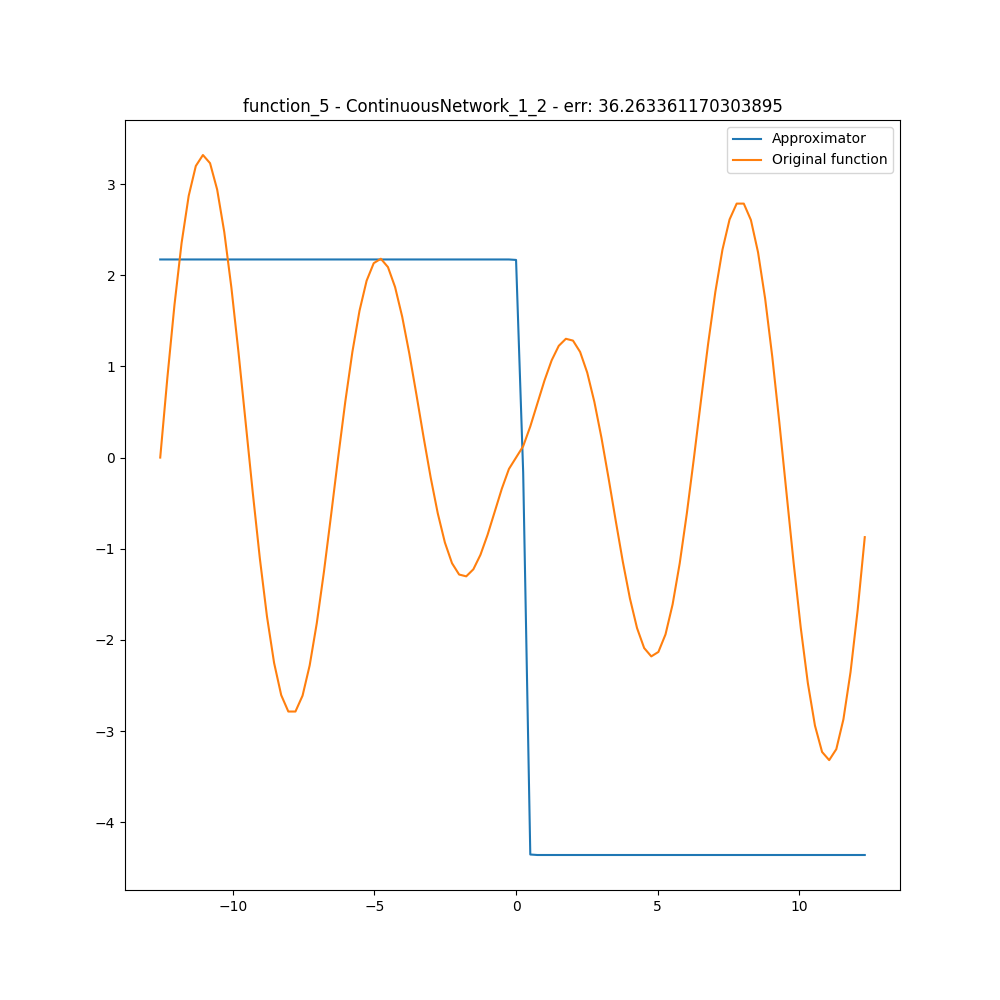 function_5 - ContinuousNetwork_1_2 - err: 36.263361170303895
Approximator
Original function
3
2
1
0
−1
−2
−3
−4
−10 −5 0 5 10